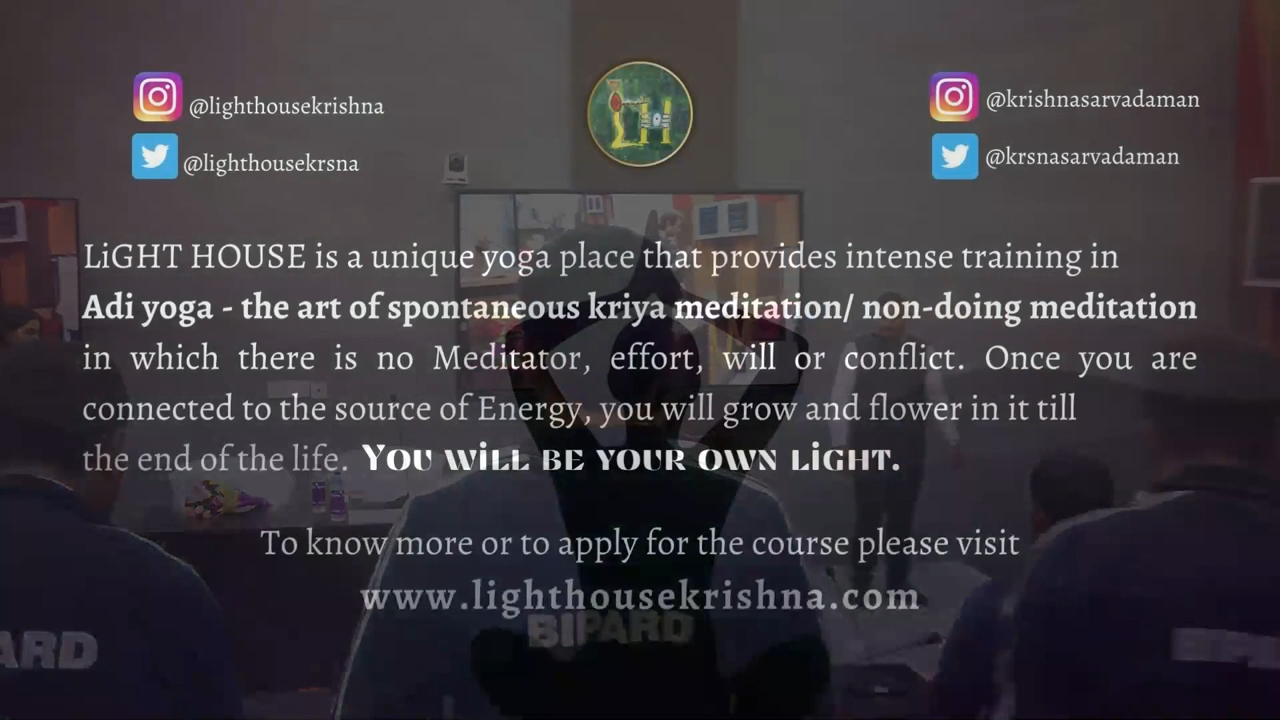 @lighthousekrishna
@krishnasarvadaman
@lighthousekrsna
@krsnasarvadaman
LH
LiGHT HOUSE is a unique yoga place that provides intense training in
Adi yoga - the art of spontaneous kriya meditation/ non-doing meditation
in which there is no Meditator, effort, will or conflict. Once you are
connected to the source of Energy, you will grow and flower in it till
the end of the life. YOU WiLL BE YOUR OWN LiGHT.
To know more or to apply for the course please visit
www.lighthousekrishna.com
BIPARD
ARD